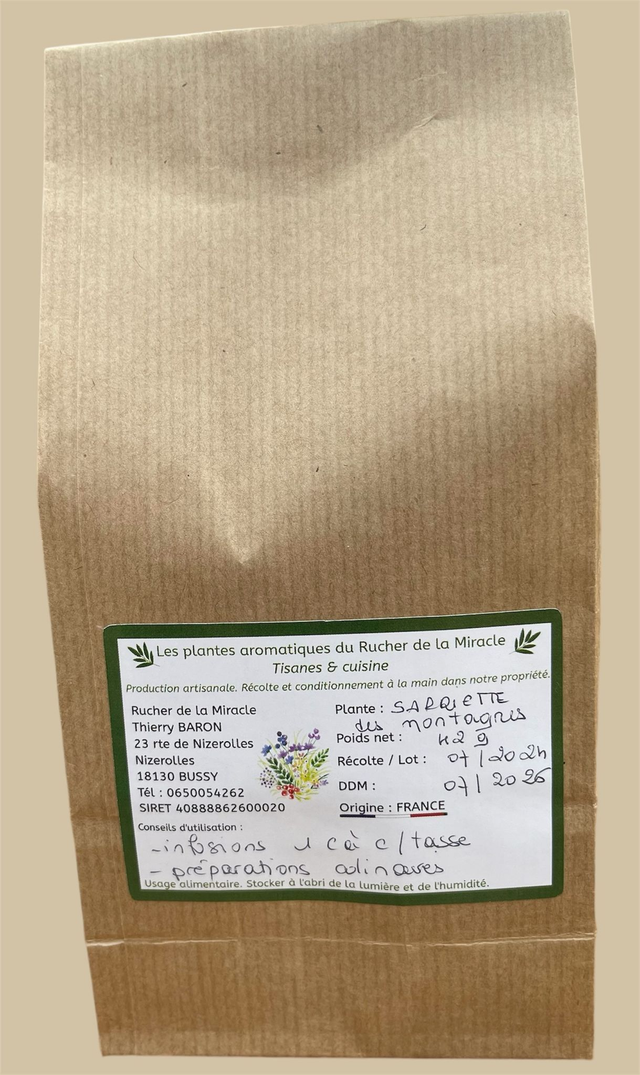 Les plantes aromatiques du Rucher de la Miracle
Tisanes & cuisine
Production artisanale. Récolte et conditionnement à la main dans notre propriété.
Rucher de la Miracle
Thierry BARON
23 rte de Nizerolles
Nizerolles
18130 BUSSY
Tél : 0650054262
SIRET 40888862600020
Plante : SARRIETTE
des montagnes
Poids net : 42 g
Récolte / Lot : 07/2024
DDM : 07/2026
Origine : FRANCE
Conseils d'utilisation :
- infusions 1 c à c / tasse
- préparations culinaires
Usage alimentaire. Stocker à l'abri de la lumière et de l'humidité.